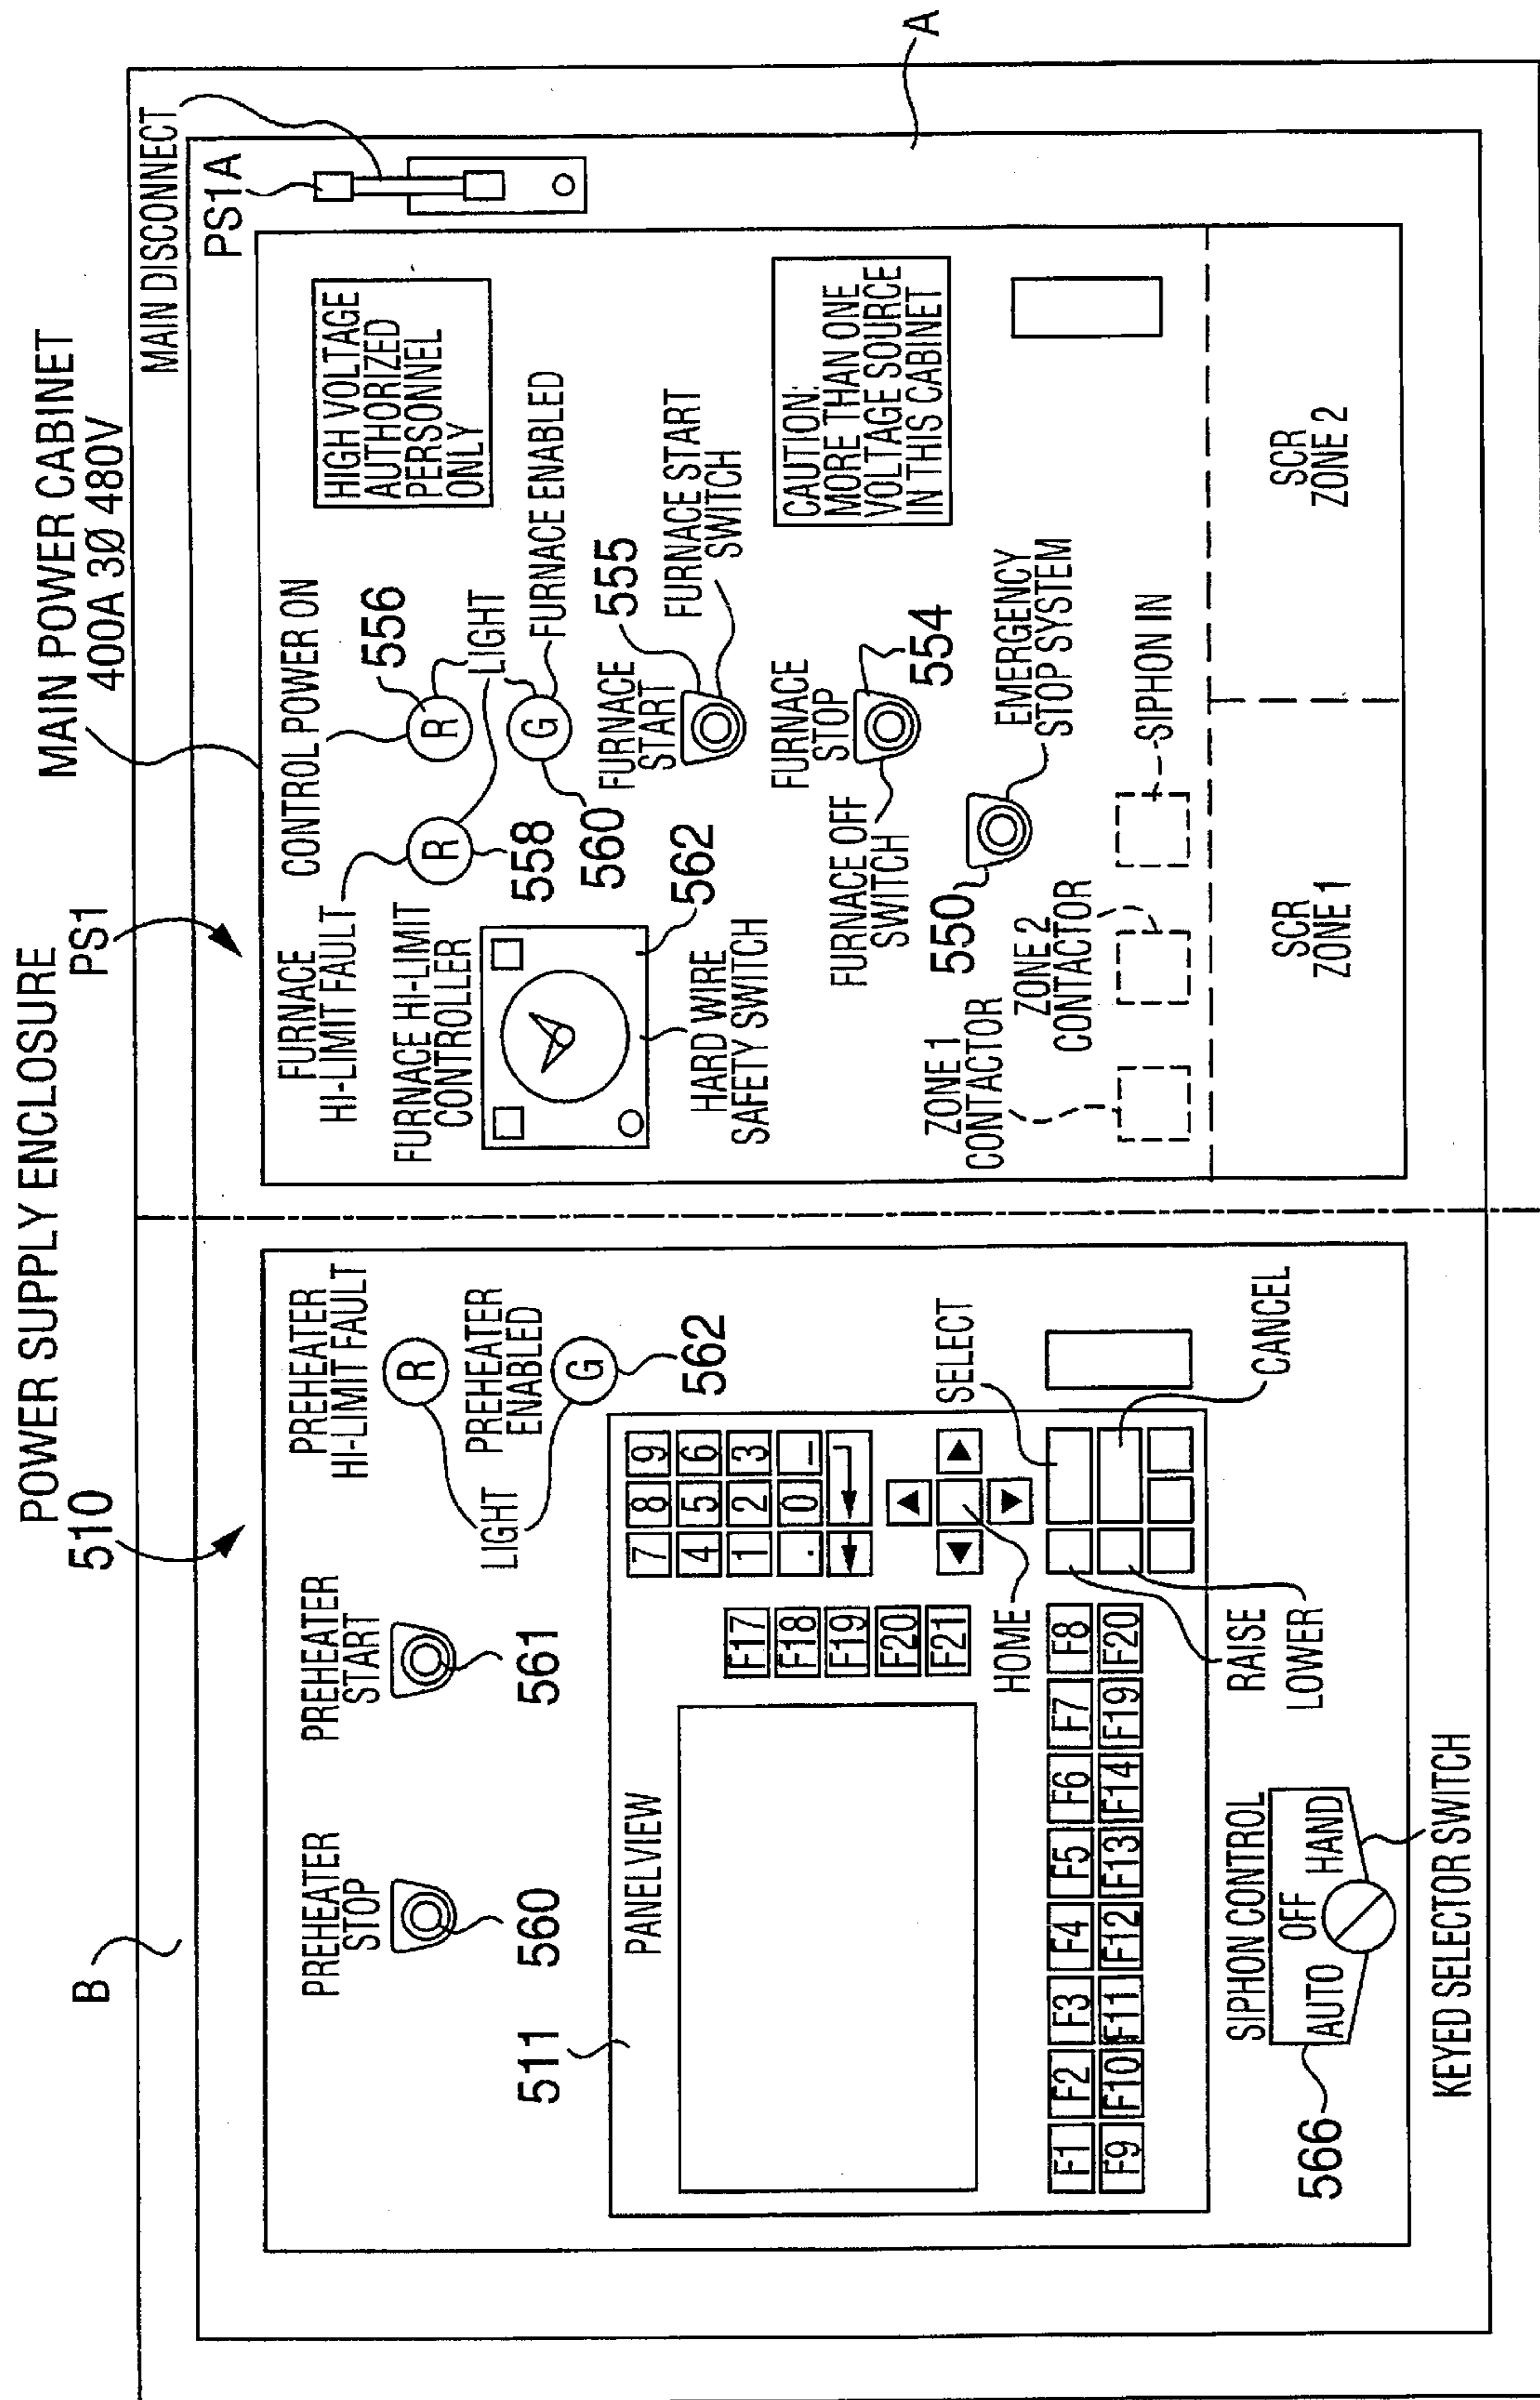 POWER SUPPLY ENCLOSURE
510
PS1
MAIN POWER CABINET
400A 3Ø 480V
B
MAIN DISCONNECT
PS1A
A
PREHEATER
STOP
560
PREHEATER
START
561
PREHEATER
HI-LIMIT FAULT
R
LIGHT
PREHEATER
ENABLED
G
562
511
PANELVIEW
7 8 9
4 5 6
1 2 3
. 0 _
F17
F18
F19
F20
F21
HOME
SELECT
CANCEL
F1 F2 F3 F4 F5 F6 F7 F8
F9 F10 F11 F12 F13 F14 F19 F20
RAISE
LOWER
566
SIPHON CONTROL
AUTO OFF HAND
KEYED SELECTOR SWITCH
FURNACE
HI-LIMIT FAULT
R
558
CONTROL POWER ON
R
556
LIGHT
G
560
FURNACE ENABLED
HIGH VOLTAGE
AUTHORIZED
PERSONNEL
ONLY
FURNACE HI-LIMIT
CONTROLLER
562
HARD WIRE
SAFETY SWITCH
FURNACE
START
555
FURNACE START
SWITCH
FURNACE
STOP
554
FURNACE OFF
SWITCH
CAUTION:
MORE THAN ONE
VOLTAGE SOURCE
IN THIS CABINET
550
EMERGENCY
STOP SYSTEM
ZONE 1
CONTACTOR
ZONE 2
CONTACTOR
SIPHON IN
SCR
ZONE 1
SCR
ZONE 2